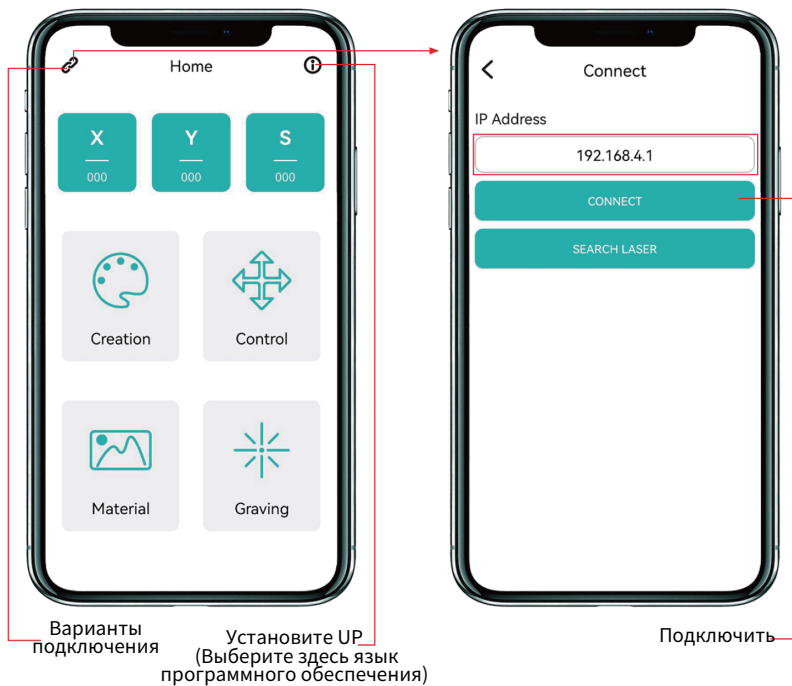 Home
X
Y
S
000
000
000
Creation
Control
Material
Graving
Варианты
подключения
Установите UP
(Выберите здесь язык
программного обеспечения)
Connect
IP Address
192.168.4.1
CONNECT
SEARCH LASER
Подключить